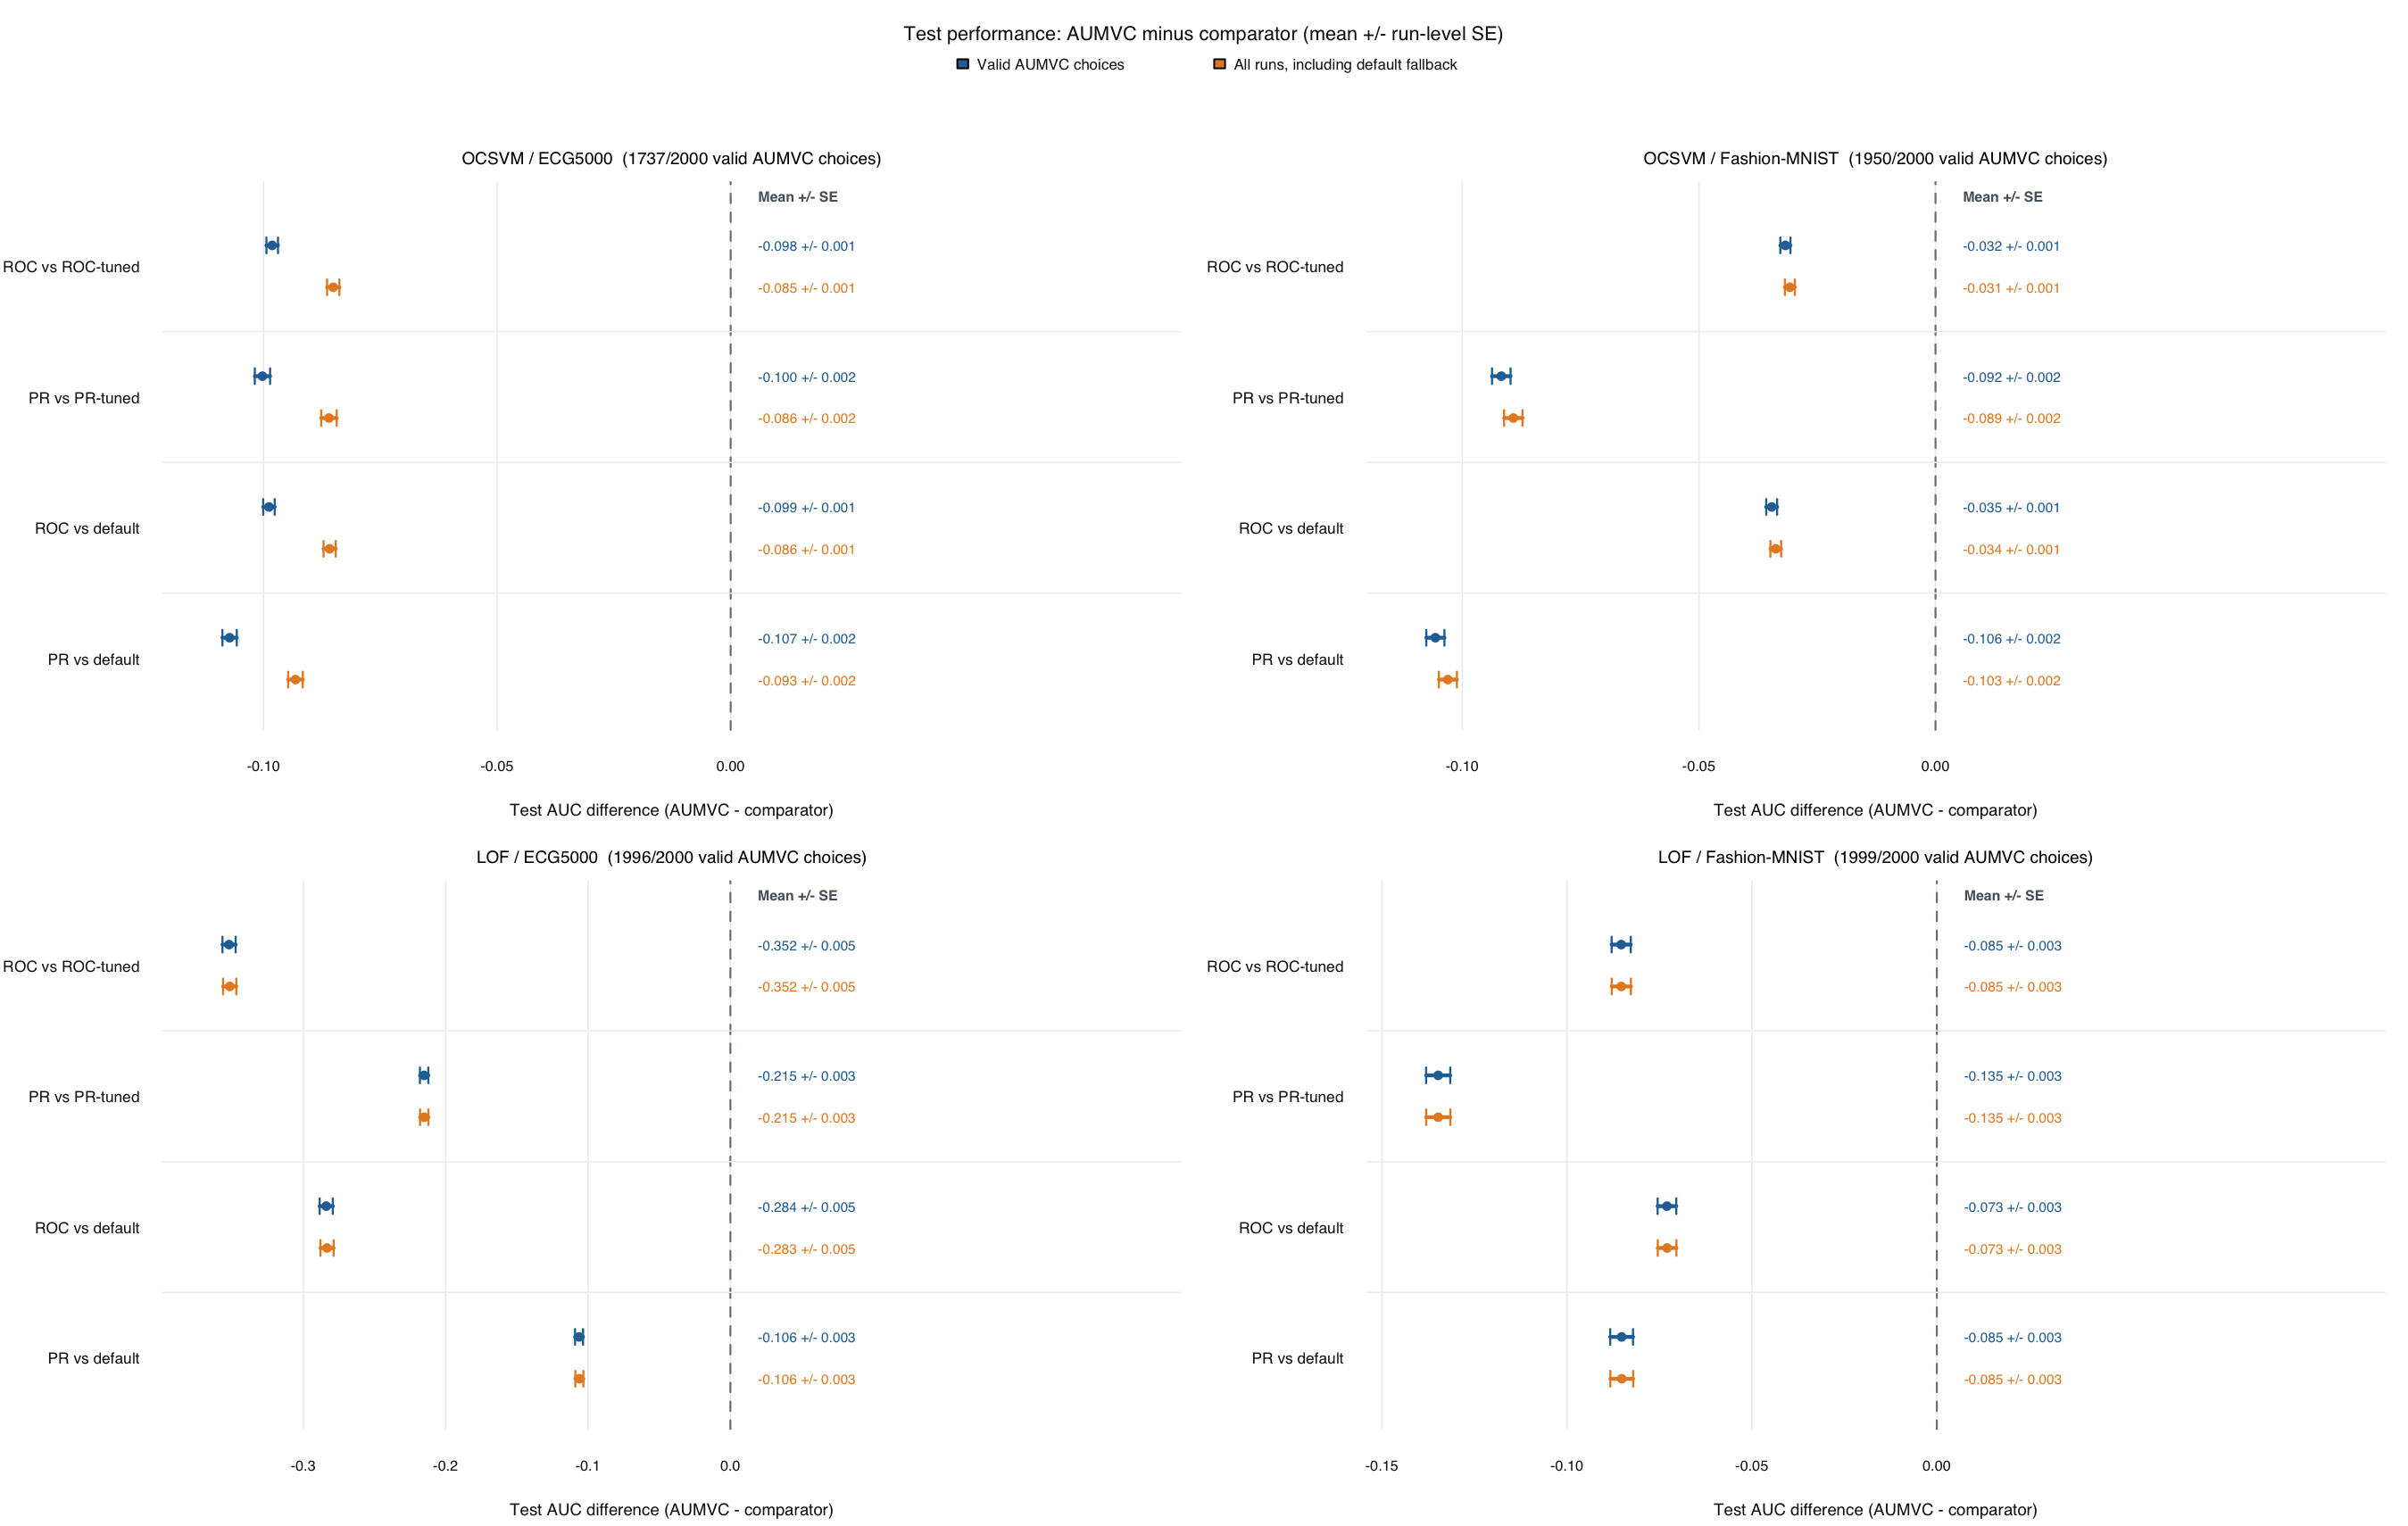 Test performance: AUMVC minus comparator (mean +/- run-level SE)
Valid AUMVC choices
All runs, including default fallback
OCSVM / ECG5000  (1737/2000 valid AUMVC choices)
Mean +/- SE
ROC vs ROC-tuned
-0.098 +/- 0.001
-0.085 +/- 0.001
PR vs PR-tuned
-0.100 +/- 0.002
-0.086 +/- 0.002
ROC vs default
-0.099 +/- 0.001
-0.086 +/- 0.001
PR vs default
-0.107 +/- 0.002
-0.093 +/- 0.002
-0.10
-0.05
0.00
Test AUC difference (AUMVC - comparator)
OCSVM / Fashion-MNIST  (1950/2000 valid AUMVC choices)
Mean +/- SE
ROC vs ROC-tuned
-0.032 +/- 0.001
-0.031 +/- 0.001
PR vs PR-tuned
-0.092 +/- 0.002
-0.089 +/- 0.002
ROC vs default
-0.035 +/- 0.001
-0.034 +/- 0.001
PR vs default
-0.106 +/- 0.002
-0.103 +/- 0.002
-0.10
-0.05
0.00
Test AUC difference (AUMVC - comparator)
LOF / ECG5000  (1996/2000 valid AUMVC choices)
Mean +/- SE
ROC vs ROC-tuned
-0.352 +/- 0.005
-0.352 +/- 0.005
PR vs PR-tuned
-0.215 +/- 0.003
-0.215 +/- 0.003
ROC vs default
-0.284 +/- 0.005
-0.283 +/- 0.005
PR vs default
-0.106 +/- 0.003
-0.106 +/- 0.003
-0.3
-0.2
-0.1
0.0
Test AUC difference (AUMVC - comparator)
LOF / Fashion-MNIST  (1999/2000 valid AUMVC choices)
Mean +/- SE
ROC vs ROC-tuned
-0.085 +/- 0.003
-0.085 +/- 0.003
PR vs PR-tuned
-0.135 +/- 0.003
-0.135 +/- 0.003
ROC vs default
-0.073 +/- 0.003
-0.073 +/- 0.003
PR vs default
-0.085 +/- 0.003
-0.085 +/- 0.003
-0.15
-0.10
-0.05
0.00
Test AUC difference (AUMVC - comparator)